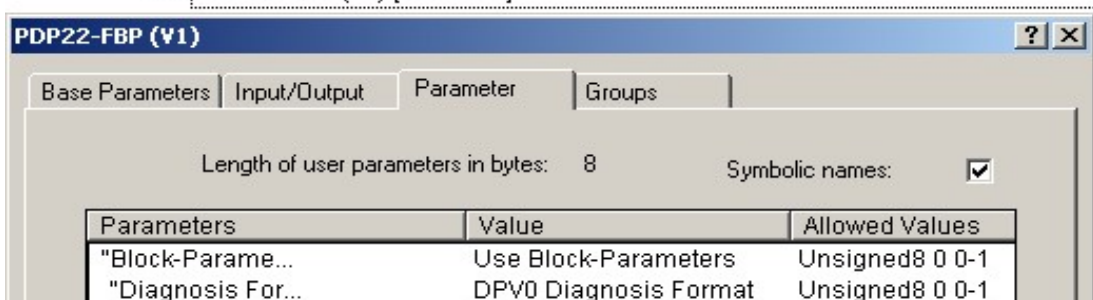 PDP22-FBP (V1)
Base Parameters Input/Output Parameter Groups
Length of user parameters in bytes: 8 Symbolic names:
Parameters Value Allowed Values
"Block-Parame... Use Block-Parameters Unsigned8 0 0-1
"Diagnosis For... DPV0 Diagnosis Format Unsigned8 0 0-1